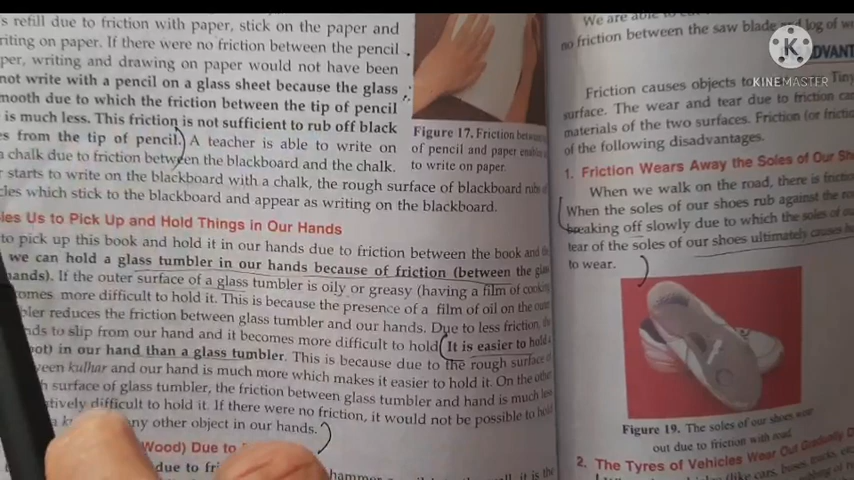 's refill due to friction with paper, stick on the paper and
riting on paper. If there were no friction between the pencil
per, writing and drawing on paper would not have been
not write with a pencil on a glass sheet because the glass
mooth due to which the friction between the tip of pencil
is much less. This friction is not sufficient to rub off black
es from the tip of pencil. A teacher is able to write on
a chalk due to friction between the blackboard and the chalk.
r starts to write on the blackboard with a chalk, the rough surface of blackboard rubs
cles which stick to the blackboard and appear as writing on the blackboard.
Figure 17. Friction between
of pencil and paper enable
to write on paper.
les Us to Pick Up and Hold Things in Our Hands
to pick up this book and hold it in our hands due to friction between the book and
we can hold a glass tumbler in our hands because of friction (between the glass
hands). If the outer surface of a glass tumbler is oily or greasy (having a film of cooking
omes more difficult to hold it. This is because the presence of a film of oil on the
bler reduces the friction between glass tumbler and our hands. Due to less friction,
ds to slip from our hand and it becomes more difficult to hold. It is easier to hold
in our hand than a glass tumbler. This is because due to the rough surface of
ween kulhar and our hand is much more which makes it easier to hold it. On the other
h surface of glass tumbler, the friction between glass tumbler and hand is much less
tively difficult to hold it. If there were no friction, it would not be possible to hold
any other object in our hands.
Wood) Due to
due to
hammer
it is the
We are able to
no friction between the saw blade and log of
ADVANT
Friction causes objects to
surface. The wear and tear due to friction can
materials of the two surfaces. Friction (or friction
of the following disadvantages.
1. Friction Wears Away the Soles of Our Sho
When we walk on the road, there is frictio
When the soles of our shoes rub against the
breaking off slowly due to which the soles of
tear of the soles of our shoes ultimately causes
to wear.
Figure 19. The soles of our shoes wear
out due to friction with road.
2. The Tyres of Vehicles Wear Out Gradually
(like cars, buses, trucks,
K
KINEMASTER